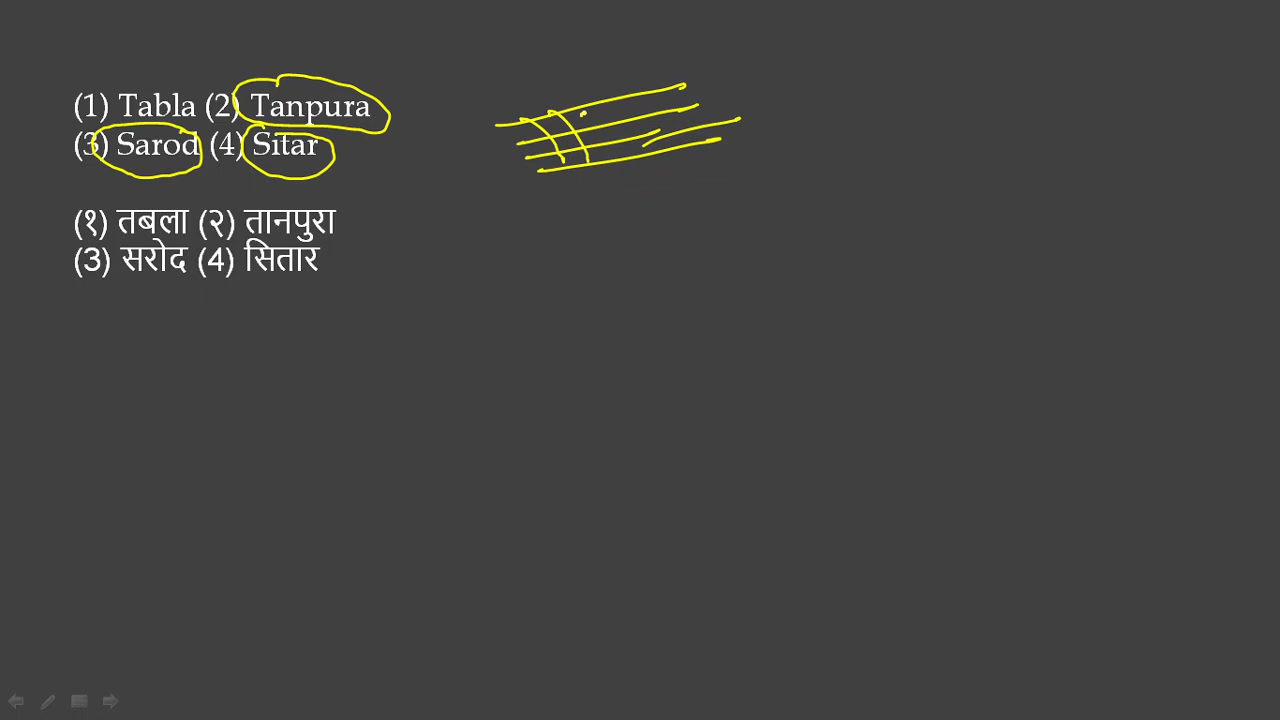 (1) Tabla (2) Tanpura
(3) Sarod (4) Sitar
(१) तबला (२) तानपुरा
(3) सरोद (4) सितार